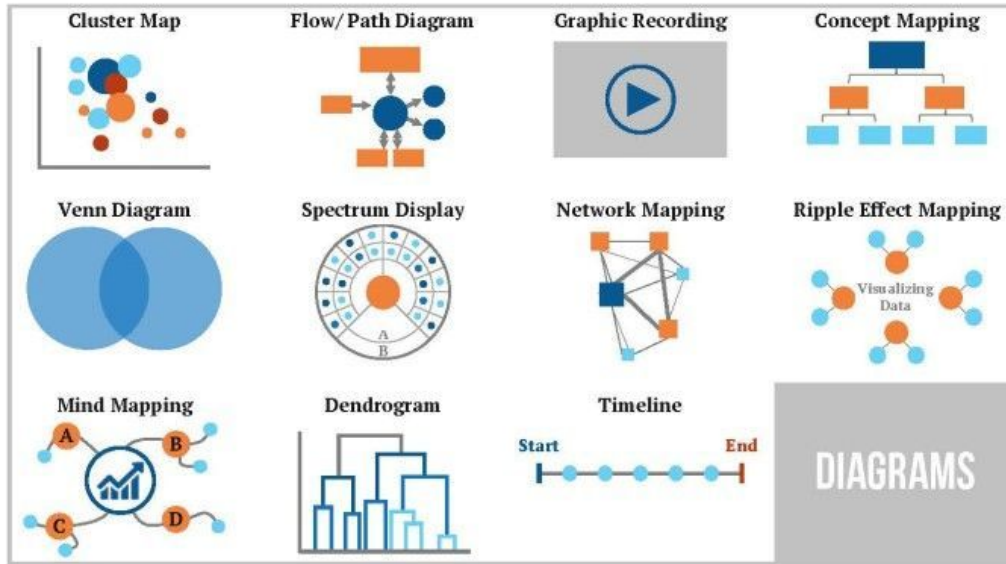 Cluster Map
Flow/ Path Diagram
Graphic Recording
Concept Mapping
Venn Diagram
Spectrum Display
A
B
Network Mapping
Ripple Effect Mapping
Visualizing
Data
Mind Mapping
A
B
C
D
Dendrogram
Timeline
Start
End
DIAGRAMS